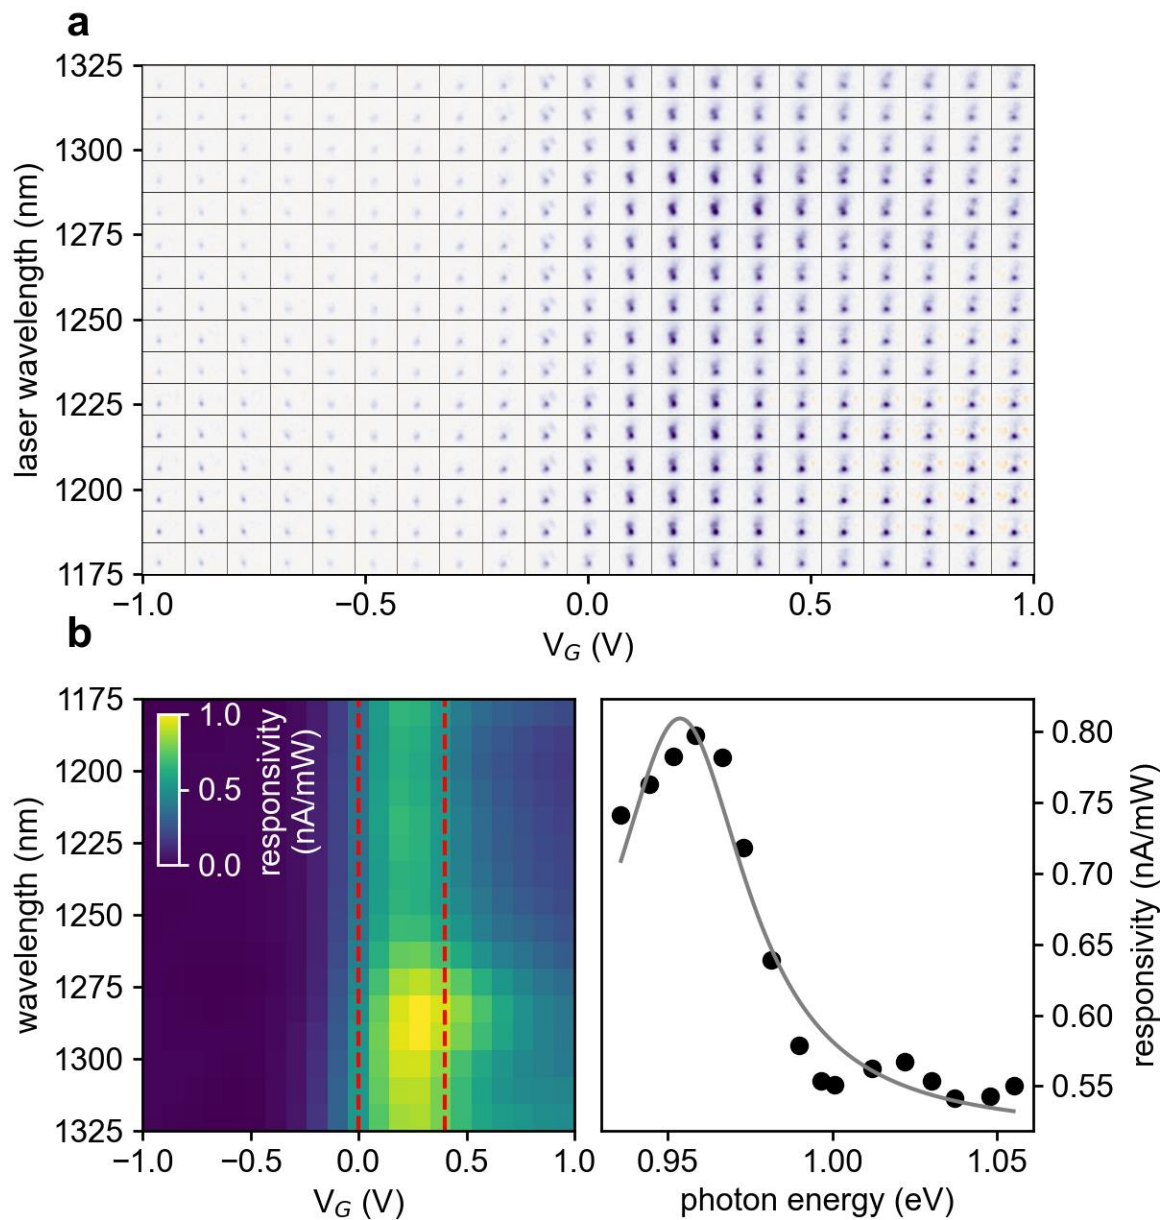 a
1325
1300
1275
1250
1225
1200
1175
laser wavelength (nm)
−1.0 −0.5 0.0 0.5 1.0
V_G (V)
b
1175
1200
1225
1250
1275
1300
1325
wavelength (nm)
1.0
0.5
0.0
responsivity
(nA/mW)
−1.0 −0.5 0.0 0.5 1.0
V_G (V)
0.80
0.75
0.70
0.65
0.60
0.55
responsivity (nA/mW)
0.95 1.00 1.05
photon energy (eV)